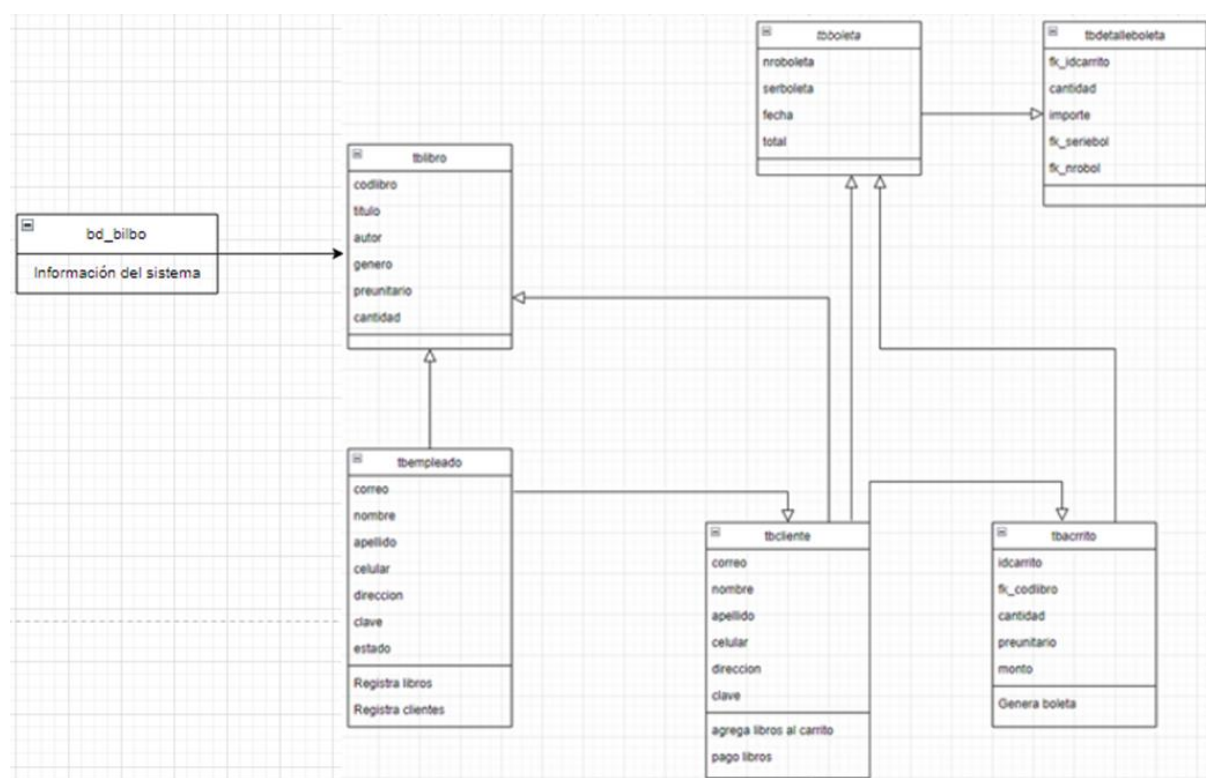 bd_bilbo
Información del sistema
tblibro
codlibro
titulo
autor
genero
preunitario
cantidad
tbboleta
nroboleta
serboleta
fecha
total
tbdetalleboleta
fk_idcarrito
cantidad
importe
fk_seriebol
fk_nrobol
tbempleado
correo
nombre
apellido
celular
direccion
clave
estado
Registra libros
Registra clientes
tbcliente
correo
nombre
apellido
celular
direccion
clave
agrega libros al carrito
pago libros
tbacrrito
idcarrito
fk_codlibro
cantidad
preunitario
monto
Genera boleta